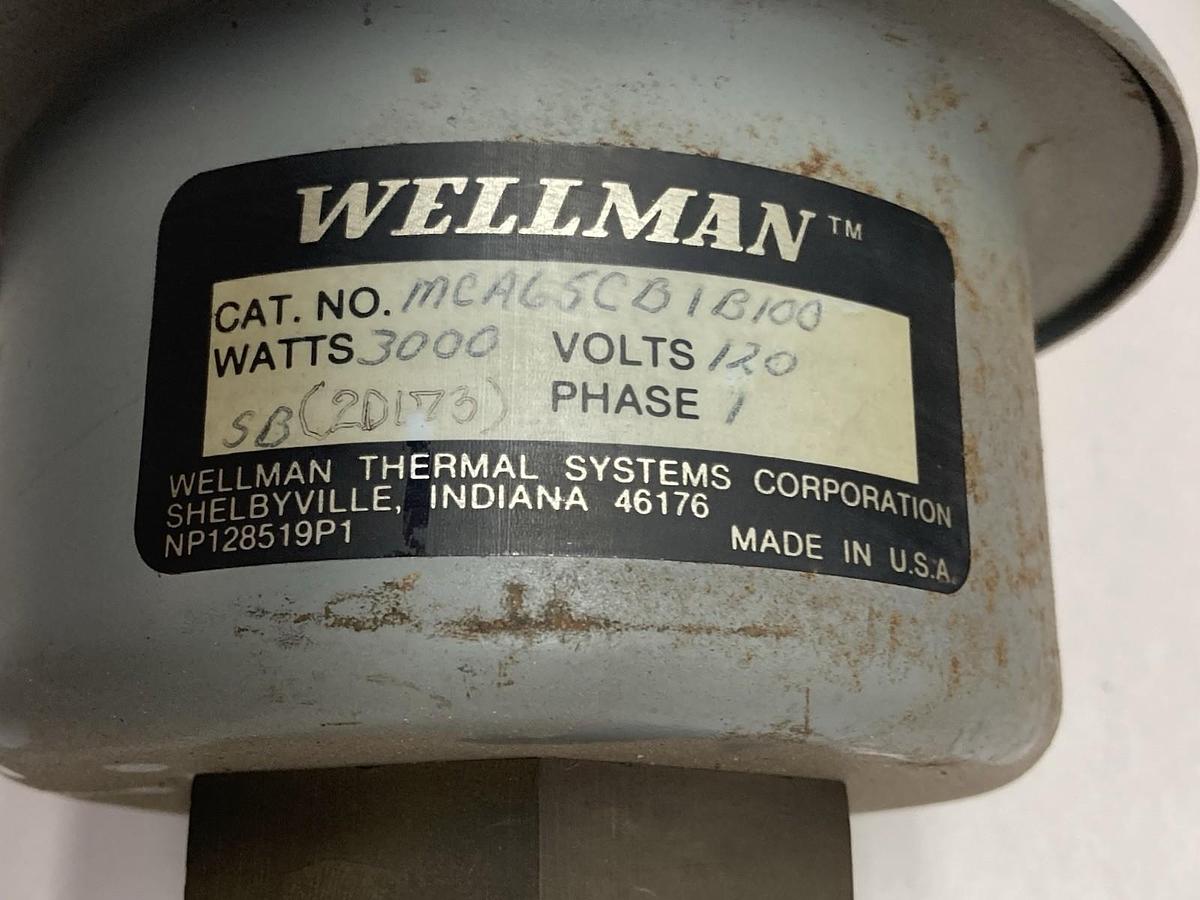 WELLMAN™
CAT. NO. MCA65CB1B100
WATTS 3000 VOLTS 120
SB (2D173) PHASE 1
WELLMAN THERMAL SYSTEMS CORPORATION
SHELBYVILLE, INDIANA 46176
NP128519P1 MADE IN U.S.A.